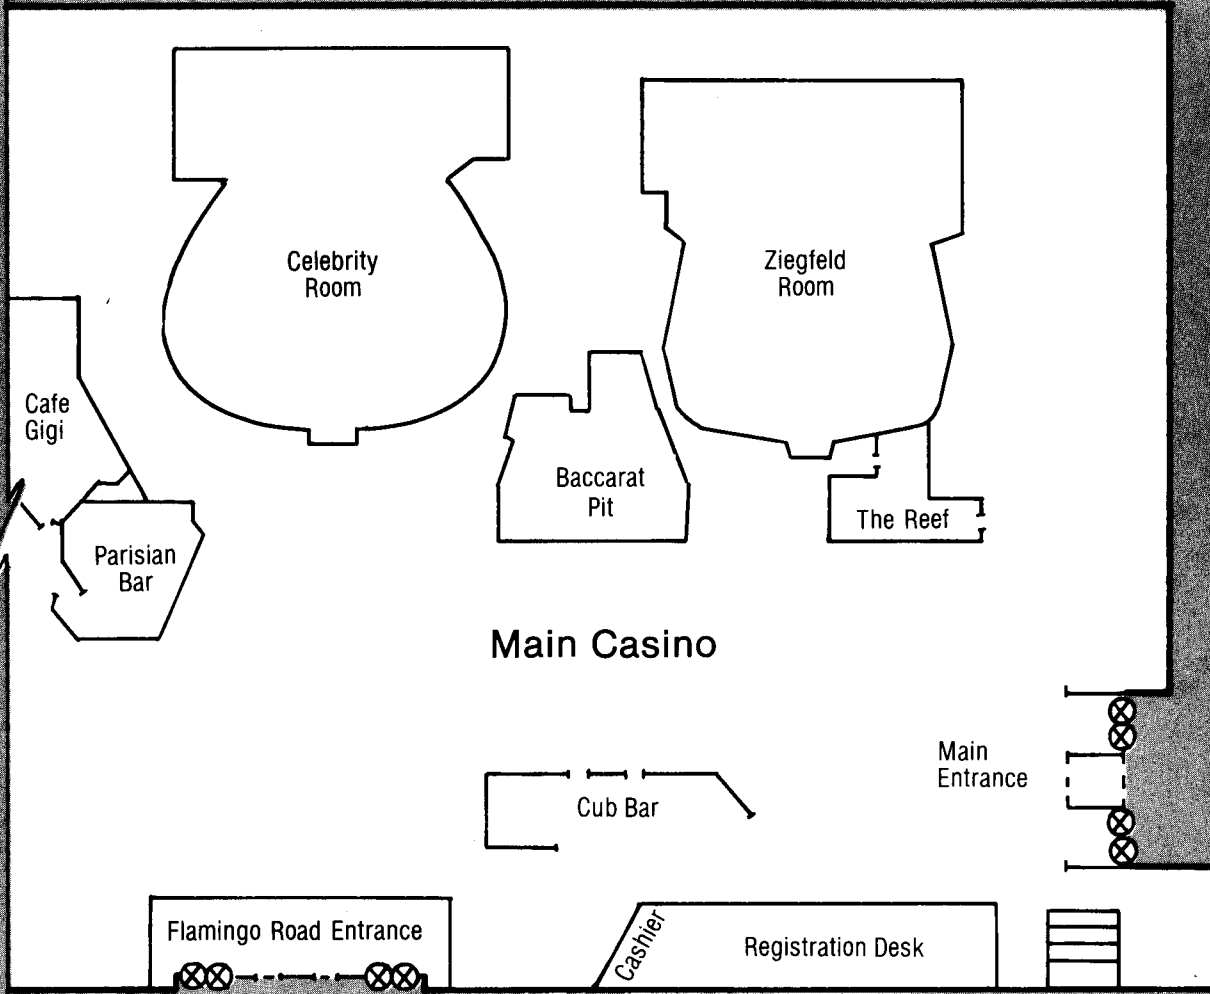 Celebrity
Room
Ziegfeld
Room
Cafe
Gigi
Baccarat
Pit
The Reef
Parisian
Bar
Main Casino
Main
Entrance
Cub Bar
Flamingo Road Entrance
Cashier
Registration Desk